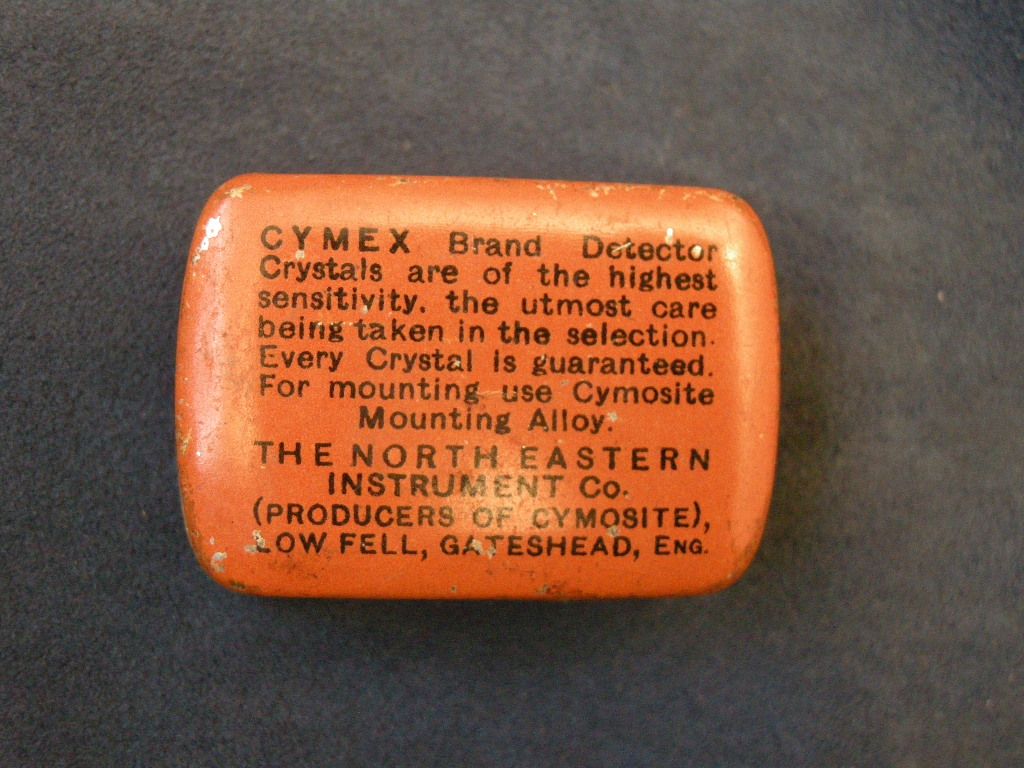 CYMEX Brand Detector
Crystals are of the highest
sensitivity. the utmost care
being taken in the selection.
Every Crystal is guaranteed.
For mounting use Cymosite
Mounting Alloy.
THE NORTH EASTERN
INSTRUMENT Co.
(PRODUCERS OF CYMOSITE),
LOW FELL, GATESHEAD, ENG.